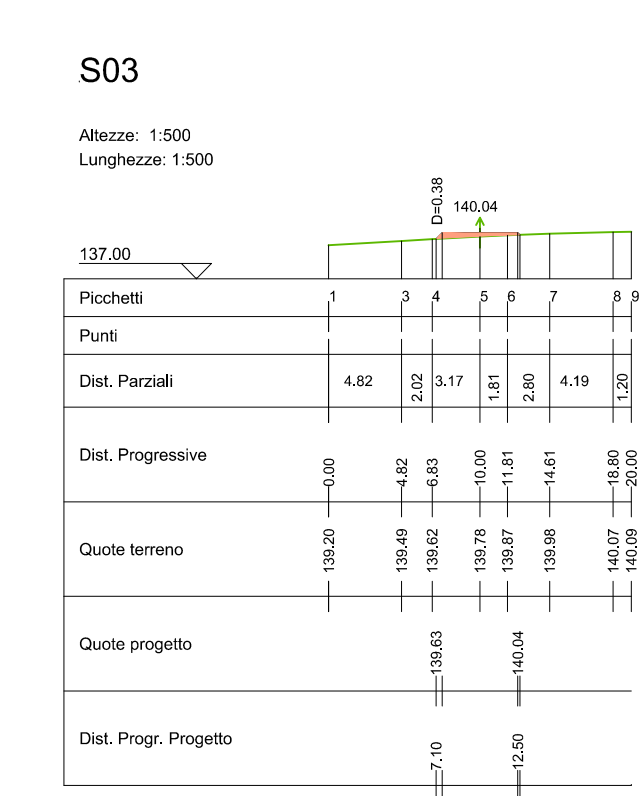 S03
Altezze: 1:500
Lunghezze: 1:500
D=0.38
140.04
137.00
Picchetti 1 3 4 5 6 7 8 9
Punti
Dist. Parziali 4.82 2.02 3.17 1.81 2.80 4.19 1.20
Dist. Progressive 0.00 4.82 6.83 10.00 11.81 14.61 18.80 20.00
Quote terreno 139.20 139.49 139.62 139.78 139.87 139.98 140.07 140.09
Quote progetto 139.63 140.04
Dist. Progr. Progetto 7.10 12.50